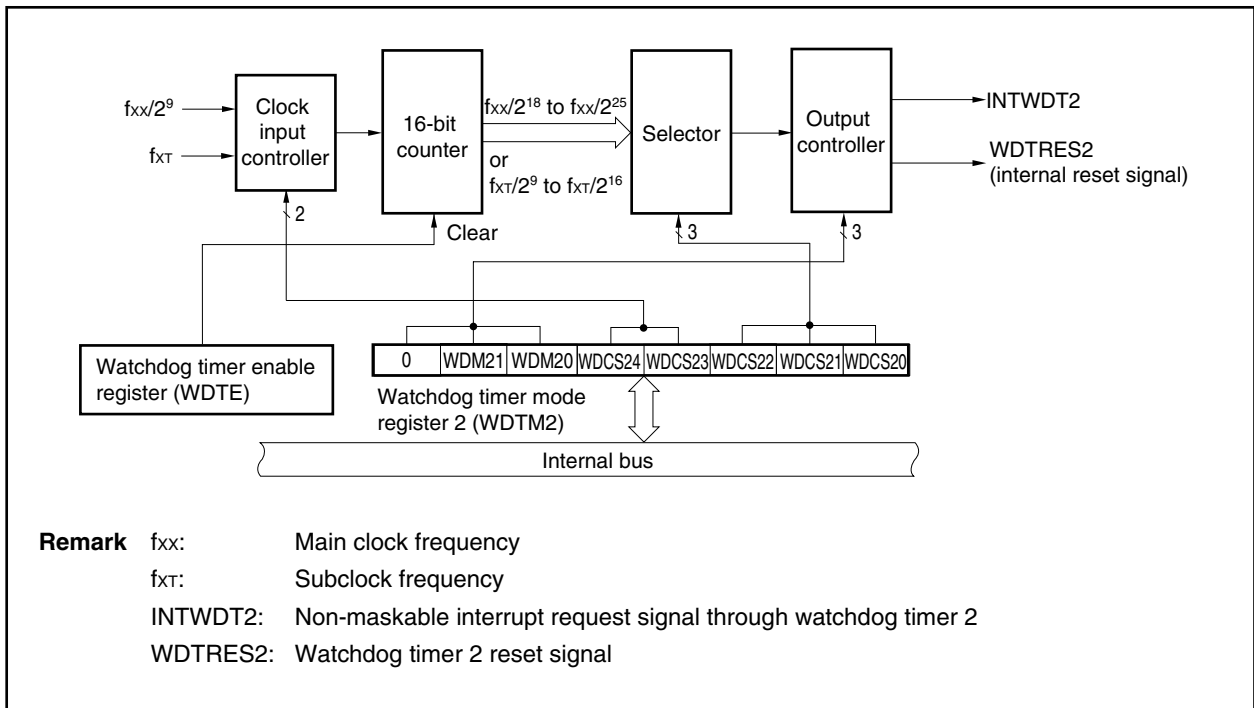 fxx/2⁹
fxT
Clock
input
controller
2
16-bit
counter
Clear
fxx/2¹⁸ to fxx/2²⁵
or
fxT/2⁹ to fxT/2¹⁶
Selector
3
Output
controller
3
INTWDT2
WDTRES2
(internal reset signal)
Watchdog timer enable
register (WDTE)
0 WDM21 WDM20 WDCS24 WDCS23 WDCS22 WDCS21 WDCS20
Watchdog timer mode
register 2 (WDTM2)
Internal bus
Remark fxx: Main clock frequency
fxT: Subclock frequency
INTWDT2: Non-maskable interrupt request signal through watchdog timer 2
WDTRES2: Watchdog timer 2 reset signal